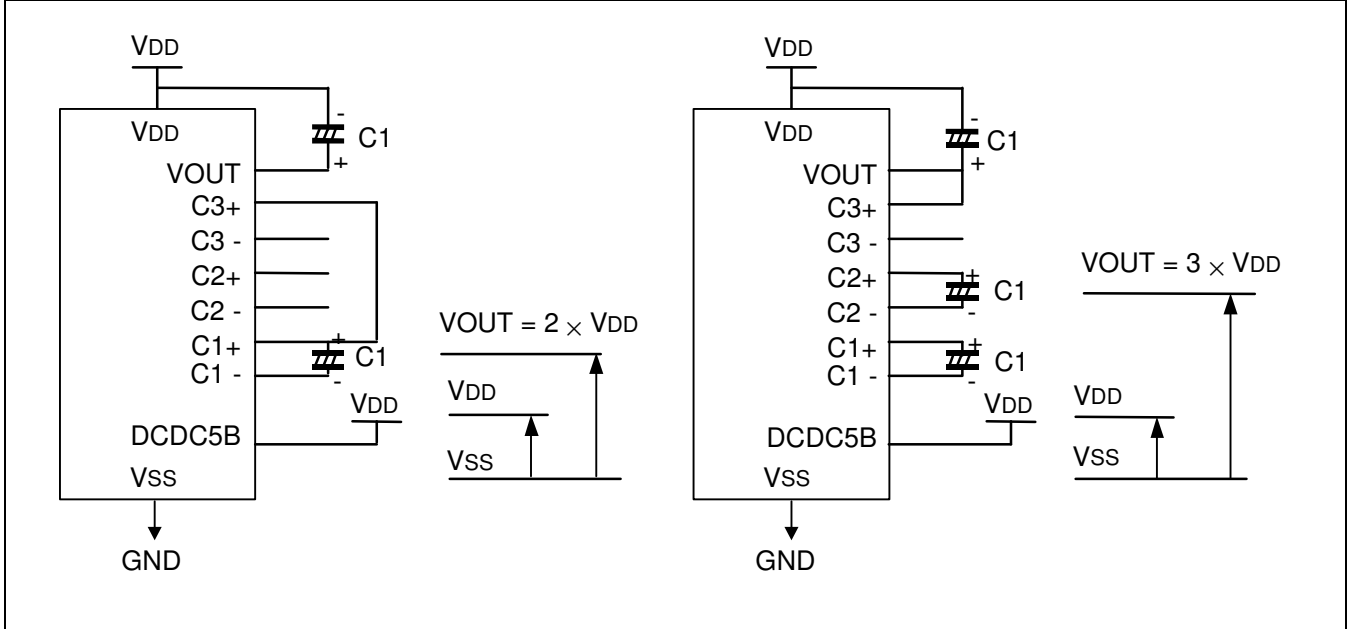 VDD
VDD
-
C1
+
VOUT
C3+
C3 -
C2+
C2 -
C1+
+
C1
C1 -
-
VDD
DCDC5B
VSS
GND
VOUT = 2 × VDD
VDD
VSS
VDD
VDD
-
C1
+
VOUT
C3+
C3 -
C2+
+
C1
C2 -
-
C1+
+
C1
C1 -
-
VDD
DCDC5B
VSS
GND
VOUT = 3 × VDD
VDD
VSS